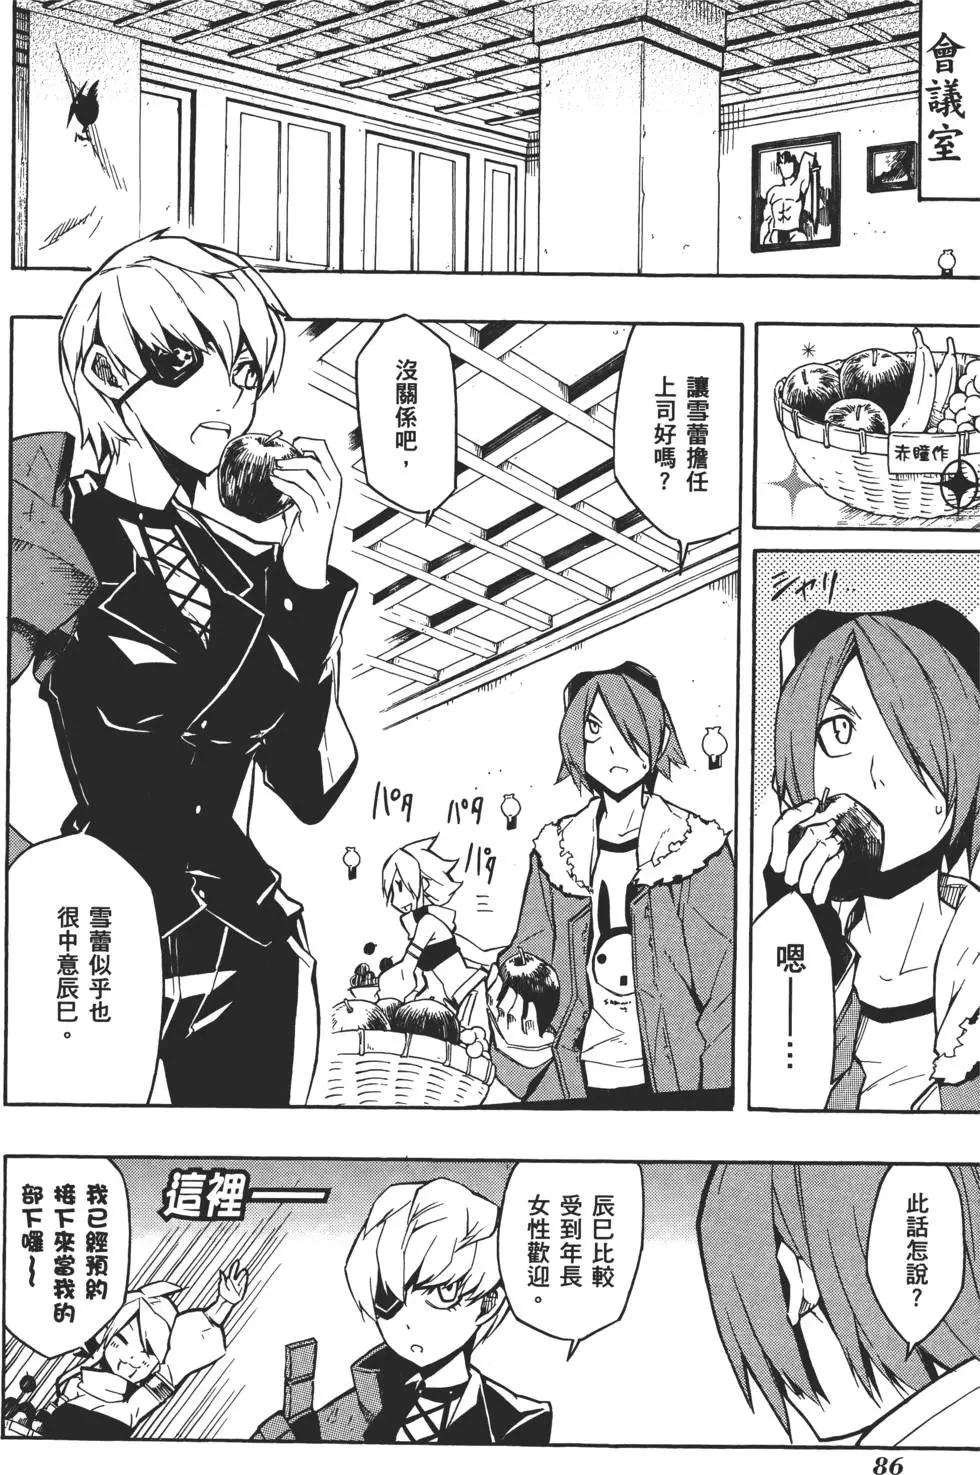 會議室
赤瞳作
シャリ…
嗯——…
讓雪蕾擔任
上司好嗎？
沒關係吧，
パタ
パタ
パタ
雪蕾似乎也
很中意辰巳。
此話怎說？
辰巳比較
受到年長
女性歡迎。
這裡——
我已經預約
接下來當我的
部下囉～
86